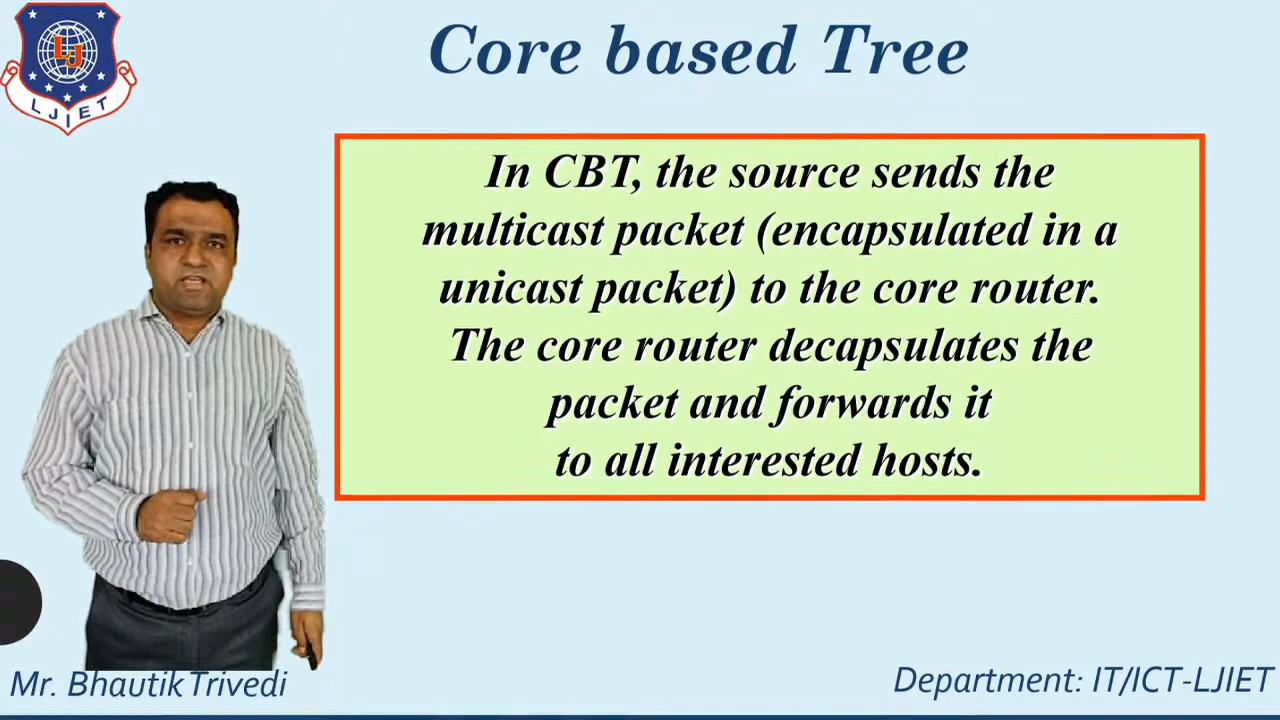 LJ
LJIET
Core based Tree
In CBT, the source sends the
multicast packet (encapsulated in a
unicast packet) to the core router.
The core router decapsulates the
packet and forwards it
to all interested hosts.
Mr. Bhautik Trivedi
Department: IT/ICT-LJIET